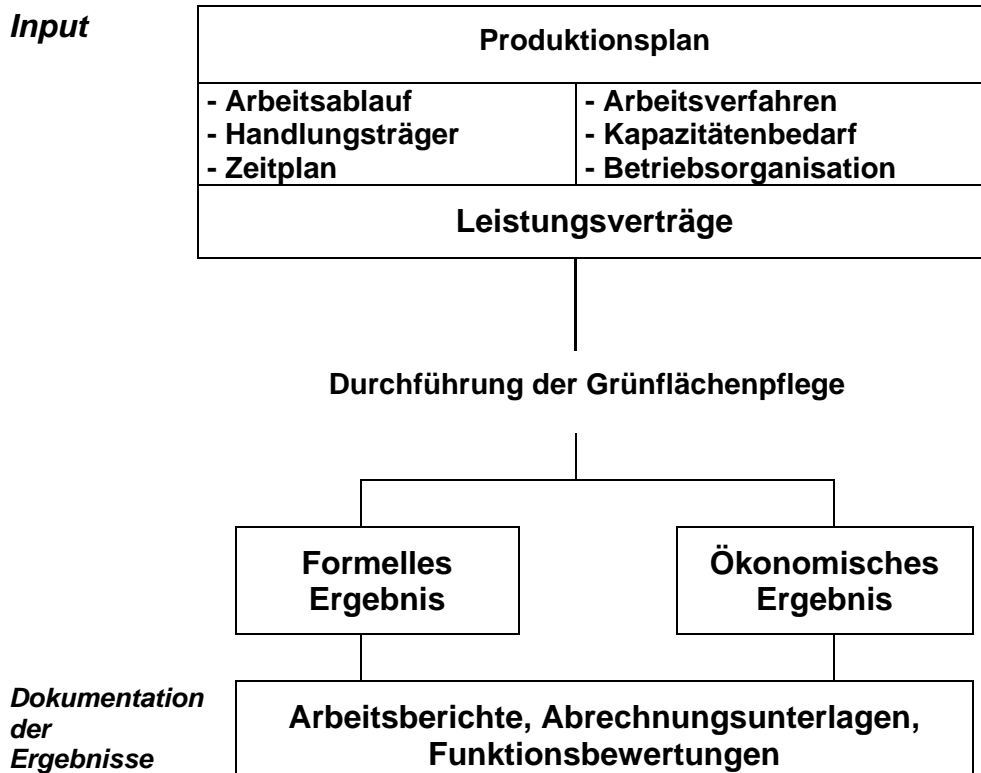 Input
Produktionsplan
- Arbeitsablauf
- Handlungsträger
- Zeitplan
- Arbeitsverfahren
- Kapazitätenbedarf
- Betriebsorganisation
Leistungsverträge
Durchführung der Grünflächenpflege
Formelles
Ergebnis
Ökonomisches
Ergebnis
Dokumentation
der
Ergebnisse
Arbeitsberichte, Abrechnungsunterlagen,
Funktionsbewertungen